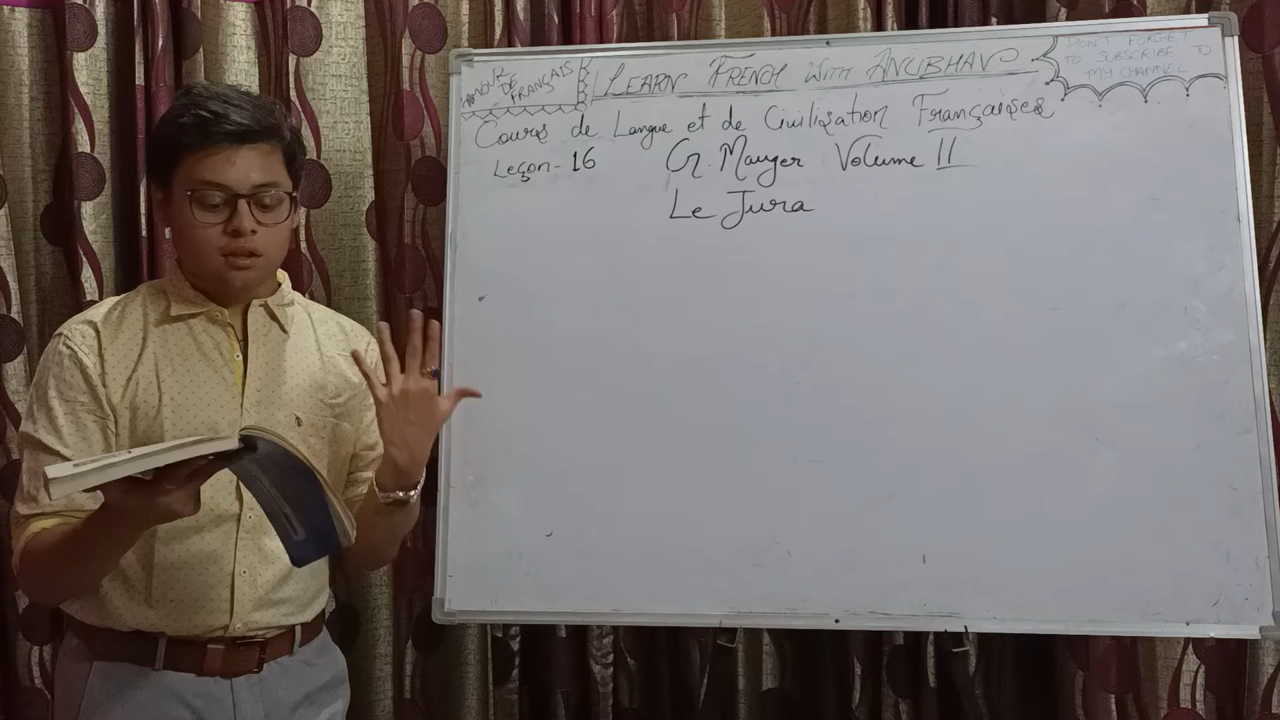 AMOUR
DE
FRANÇAIS
LEARN FRENCH WITH ANUBHAV
DON'T FORGET
TO SUBSCRIBE TO
MY CHANNEL
Cours de Langue et de Civilisation Françaises
Leçon-16
G. Mauger Volume II
Le Jura